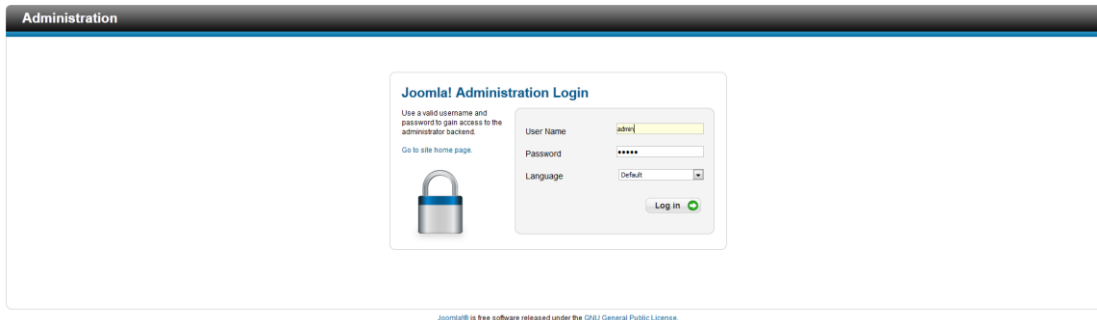 Administration
Joomla! Administration Login
Use a valid username and
password to gain access to the
administrator backend.
Go to site home page.
User Name
admin
Password
•••••
Language
Default
Log in
Joomla!® is free software released under the GNU General Public License.